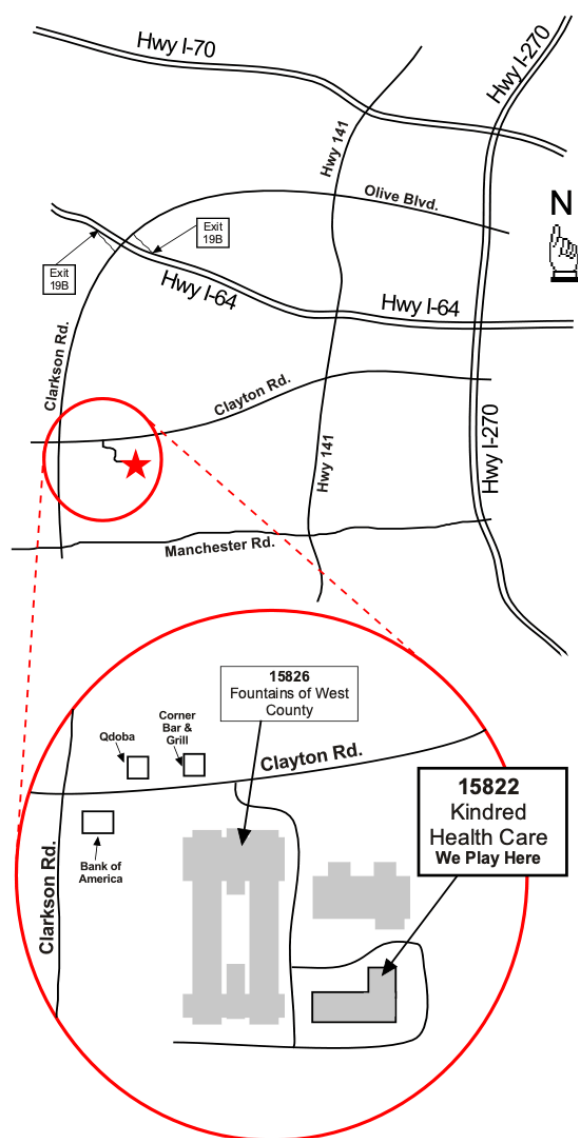 Hwy I-70
Hwy I-270
Hwy 141
Olive Blvd.
N
Exit
19B
Exit
19B
Hwy I-64
Hwy I-64
Clarkson Rd.
Clayton Rd.
Hwy 141
Hwy I-270
Manchester Rd.
15826
Fountains of West
County
Qdoba
Corner
Bar &
Grill
Clayton Rd.
15822
Kindred
Health Care
We Play Here
Bank of
America
Clarkson Rd.